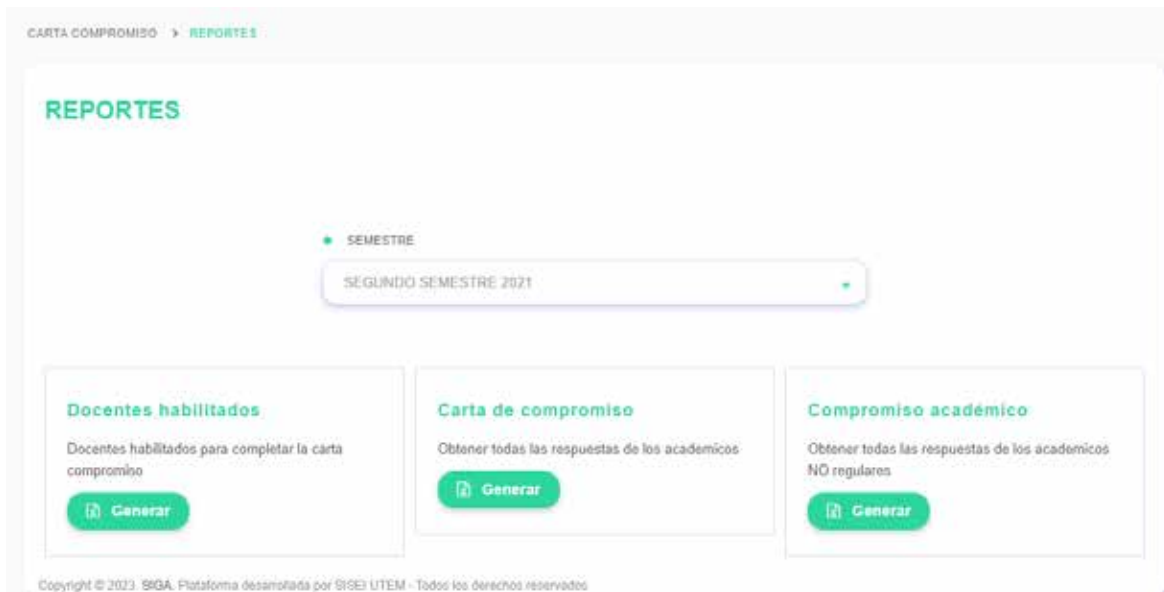 CARTA COMPROMISO > REPORTES
REPORTES
SEMESTRE
SEGUNDO SEMESTRE 2021
Docentes habilitados
Docentes habilitados para completar la carta
compromiso
Generar
Carta de compromiso
Obtener todas las respuestas de los academicos
Generar
Compromiso académico
Obtener todas las respuestas de los academicos
NO regulares
Generar
Copyright © 2023. SIGA. Plataforma desarrollada por SISEI UTEM - Todos los derechos reservados